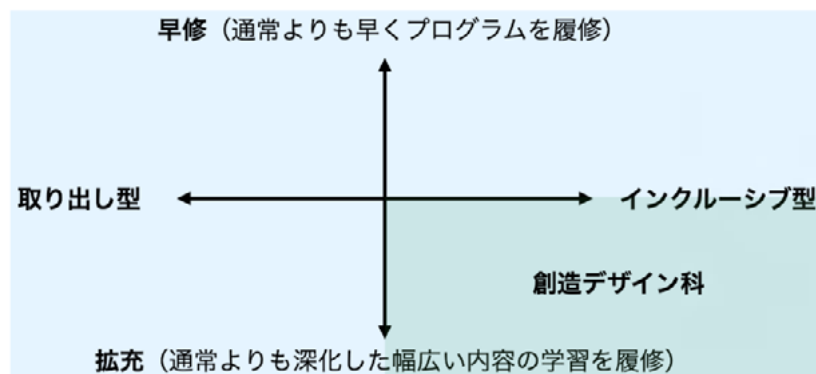 早修（通常よりも早くプログラムを履修）
取り出し型
インクルーシブ型
創造デザイン科
拡充（通常よりも深化した幅広い内容の学習を履修）